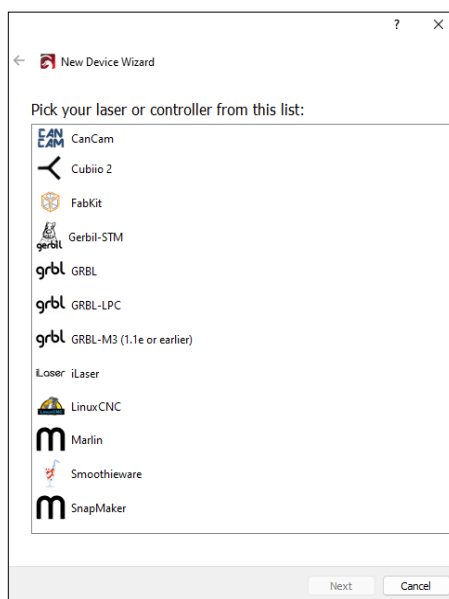 ? ×
← New Device Wizard
Pick your laser or controller from this list:
CAN CAM CanCam
Cubiio 2
FabKit
gerbil Gerbil-STM
grbl GRBL
grbl GRBL-LPC
grbl GRBL-M3 (1.1e or earlier)
iLaser iLaser
LinuxCNC LinuxCNC
m Marlin
Smoothieware
m SnapMaker
Next Cancel